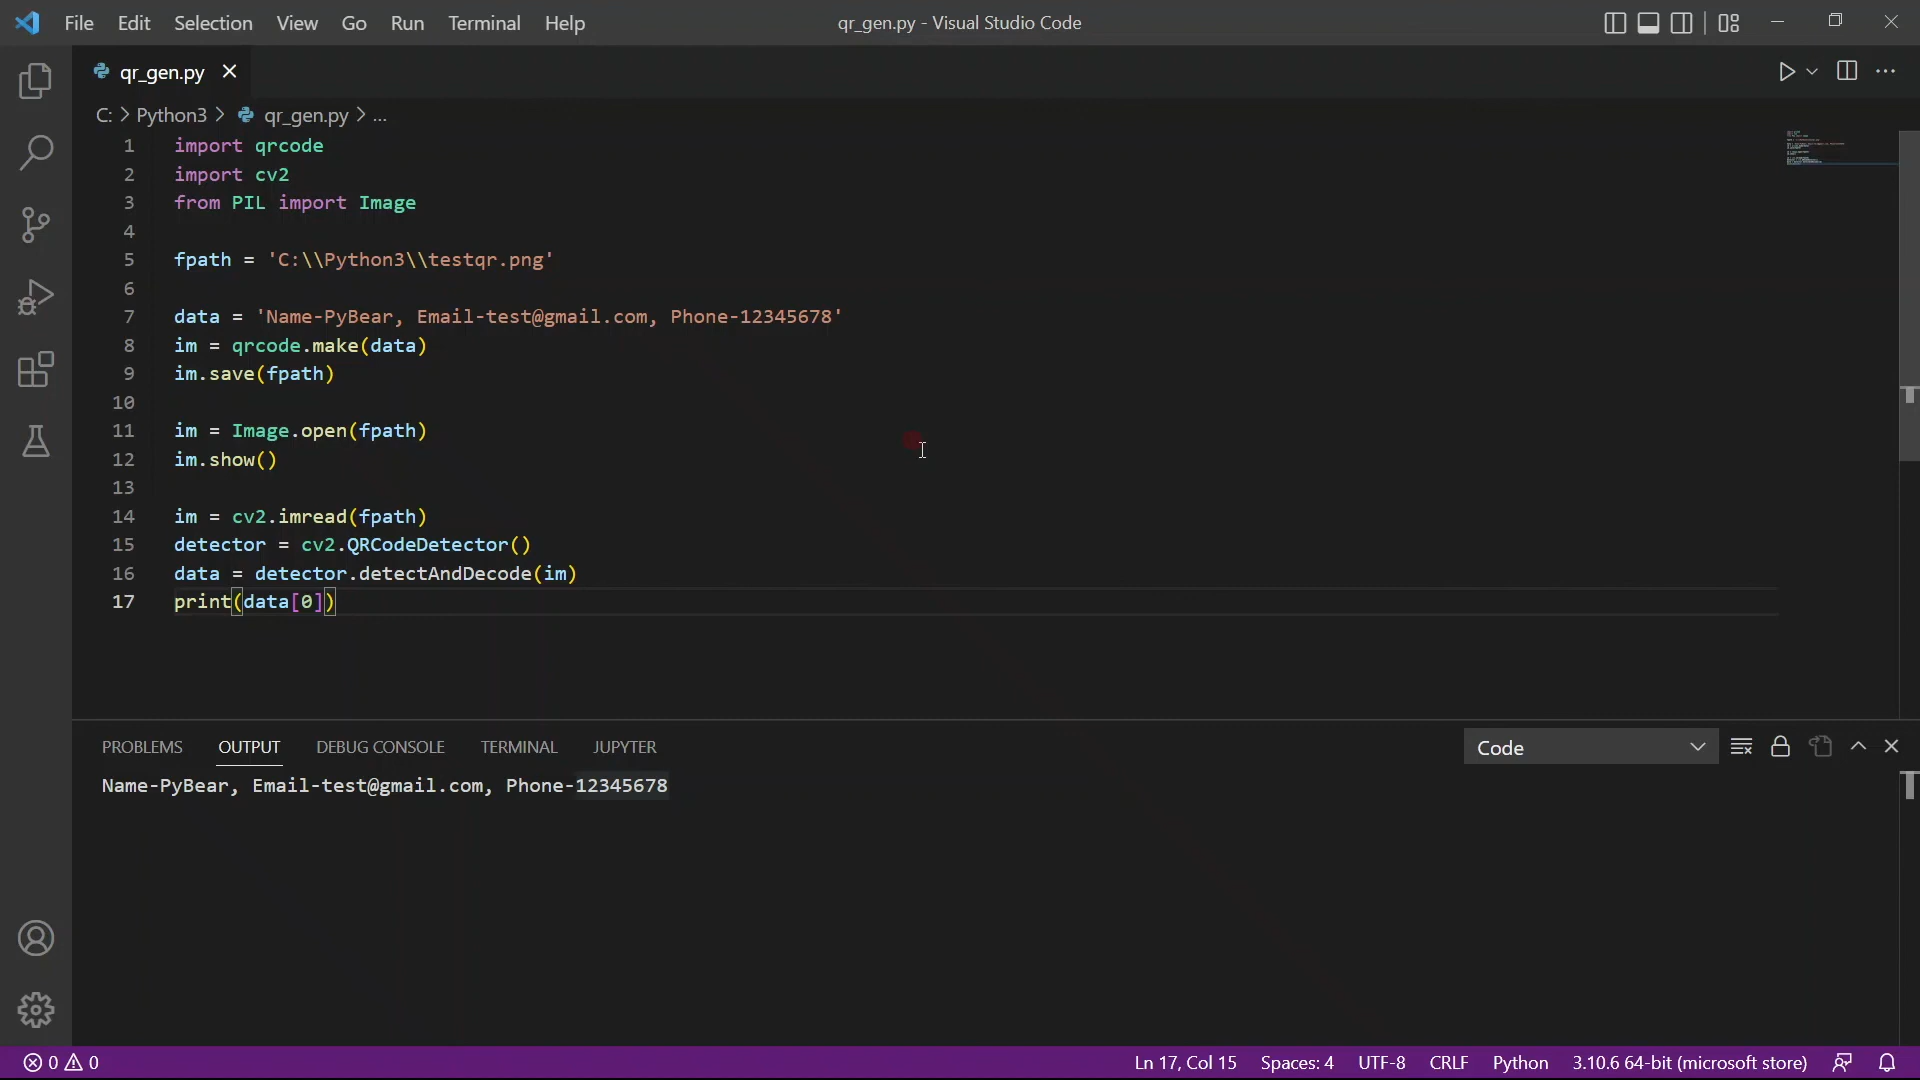 File Edit Selection View Go Run Terminal Help qr_gen.py - Visual Studio Code
qr_gen.py
C: > Python3 > qr_gen.py > ...
1 import qrcode
2 import cv2
3 from PIL import Image
4
5 fpath = 'C:\\Python3\\testqr.png'
6
7 data = 'Name-PyBear, Email-test@gmail.com, Phone-12345678'
8 im = qrcode.make(data)
9 im.save(fpath)
10
11 im = Image.open(fpath)
12 im.show()
13
14 im = cv2.imread(fpath)
15 detector = cv2.QRCodeDetector()
16 data = detector.detectAndDecode(im)
17 print(data[0])
PROBLEMS OUTPUT DEBUG CONSOLE TERMINAL JUPYTER Code
Name-PyBear, Email-test@gmail.com, Phone-12345678
0 0 Ln 17, Col 15 Spaces: 4 UTF-8 CRLF Python 3.10.6 64-bit (microsoft store)